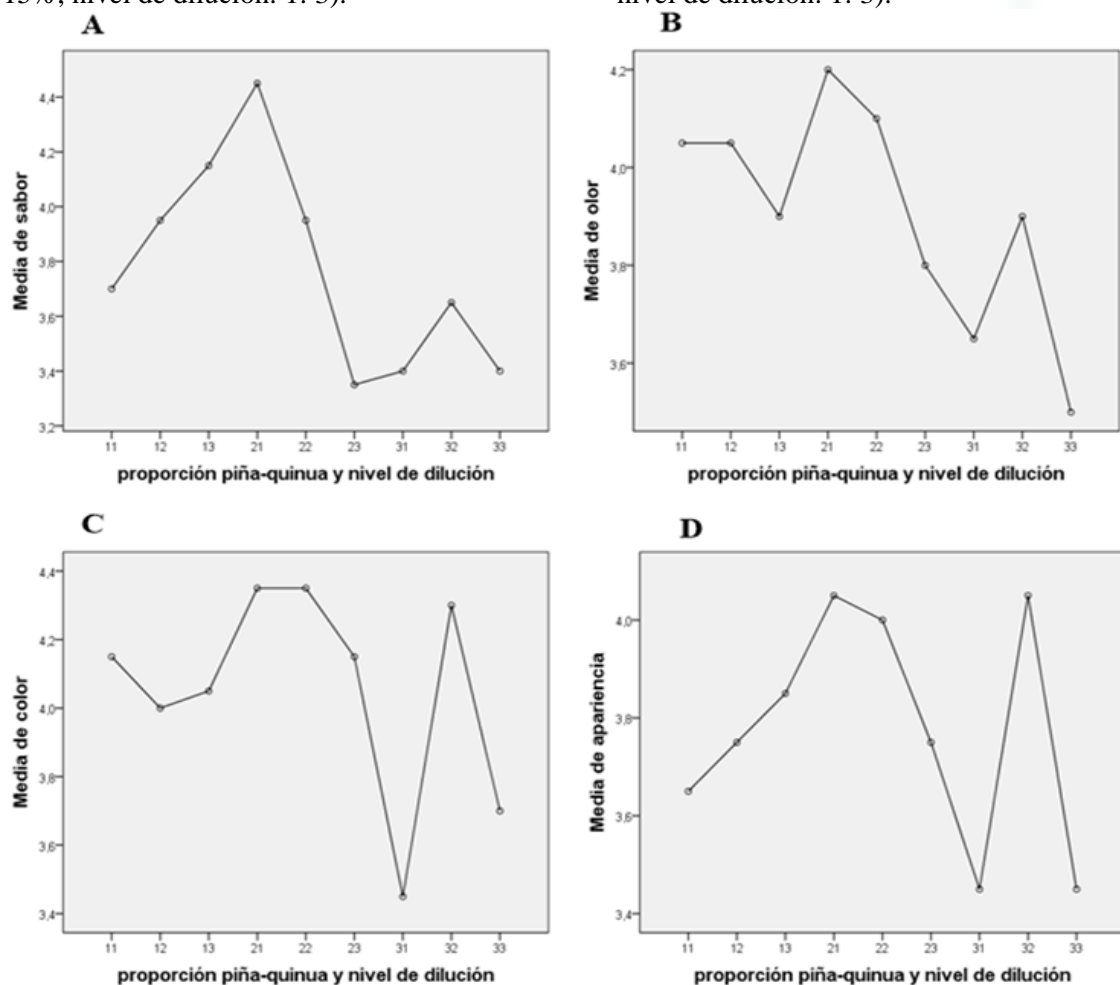 nivel de dilución: 1: 3).
nivel de dilución: 1: 3).
A
Media de sabor
4,4
4,2
4,0
3,8
3,6
3,4
3,2
11 12 13 21 22 23 31 32 33
proporción piña-quinua y nivel de dilución
B
Media de olor
4,2
4,0
3,8
3,6
11 12 13 21 22 23 31 32 33
proporción piña-quinua y nivel de dilución
C
Media de color
4,4
4,2
4,0
3,8
3,6
3,4
11 12 13 21 22 23 31 32 33
proporción piña-quinua y nivel de dilución
D
Media de apariencia
4,0
3,8
3,6
3,4
11 12 13 21 22 23 31 32 33
proporción piña-quinua y nivel de dilución